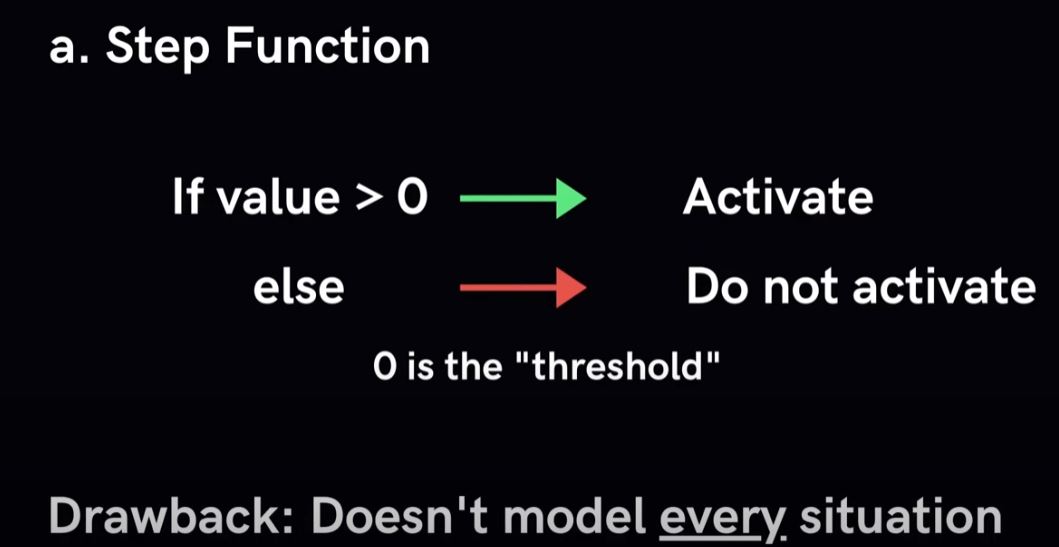 a. Step Function
If value > 0 Activate
else Do not activate
0 is the "threshold"
Drawback: Doesn't model every situation